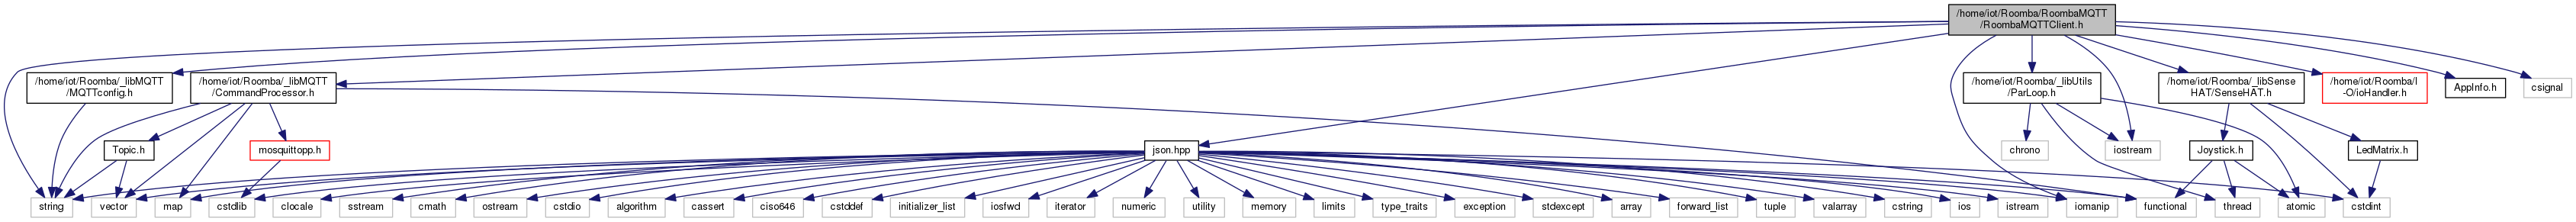 /home/iot/Roomba/RoombaMQTT
/RoombaMQTTClient.h
/home/iot/Roomba/_libMQTT
/MQTTconfig.h
/home/iot/Roomba/_libMQTT
/CommandProcessor.h
/home/iot/Roomba/_libUtils
/ParLoop.h
/home/iot/Roomba/_libSense
HAT/SenseHAT.h
/home/iot/Roomba/I
-O/ioHandler.h
AppInfo.h
csignal
Topic.h
mosquittopp.h
json.hpp
chrono
iostream
Joystick.h
LedMatrix.h
string
vector
map
cstdlib
clocale
sstream
cmath
ostream
cstdio
algorithm
cassert
ciso646
cstddef
initializer_list
iosfwd
iterator
numeric
utility
memory
limits
type_traits
exception
stdexcept
array
forward_list
tuple
valarray
cstring
ios
istream
iomanip
functional
thread
atomic
cstdint